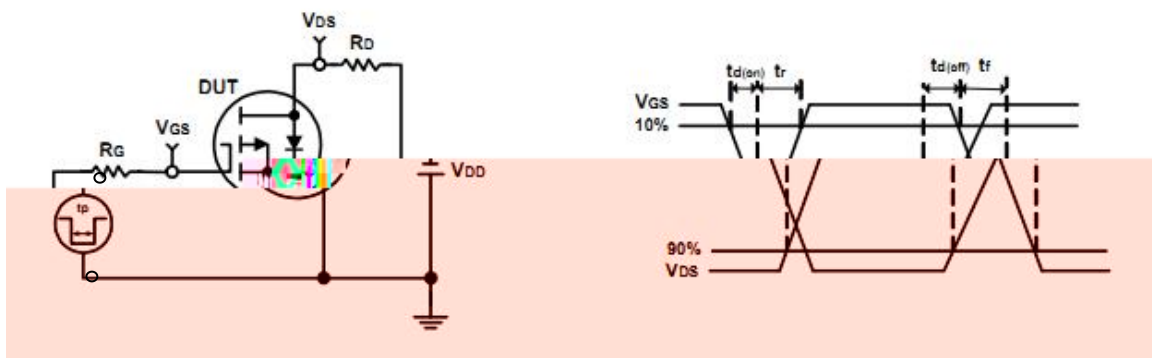 VDS
RD
DUT
VGS
RG
VDD
tp
td(on) tr td(off) tf
VGS
10%
90%
VDS